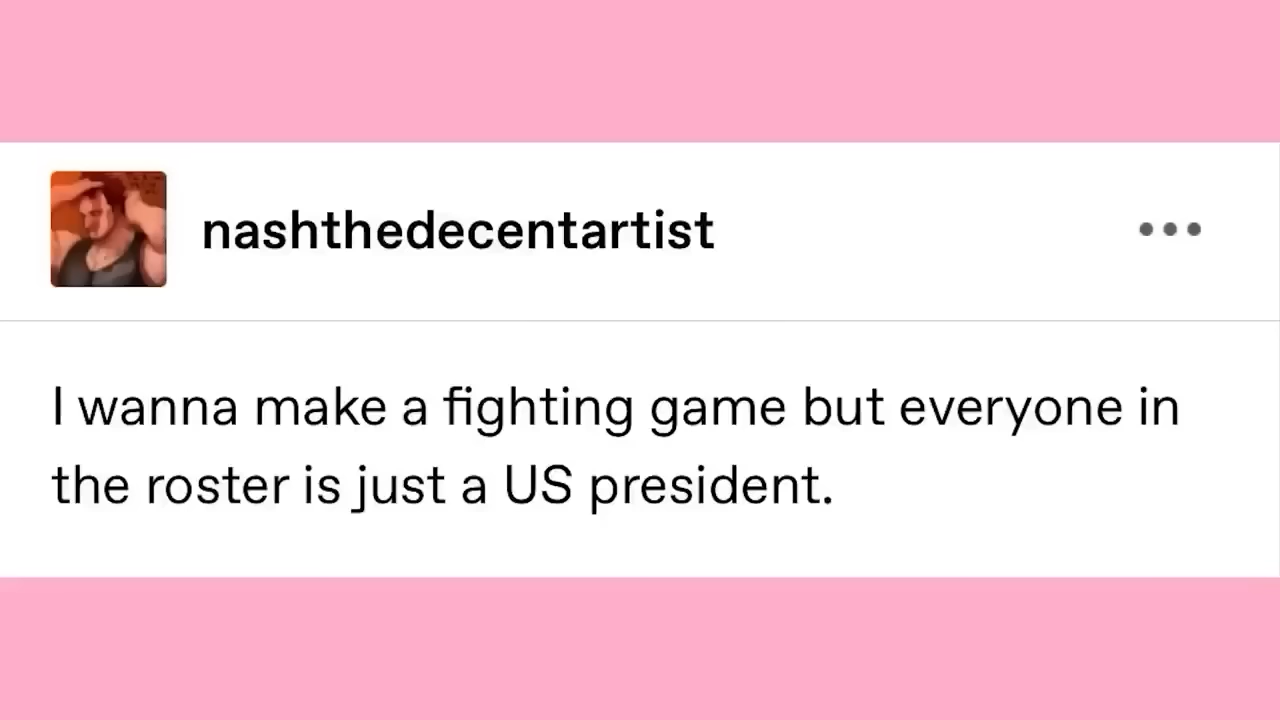 nashthedecentartist
I wanna make a fighting game but everyone in
the roster is just a US president.